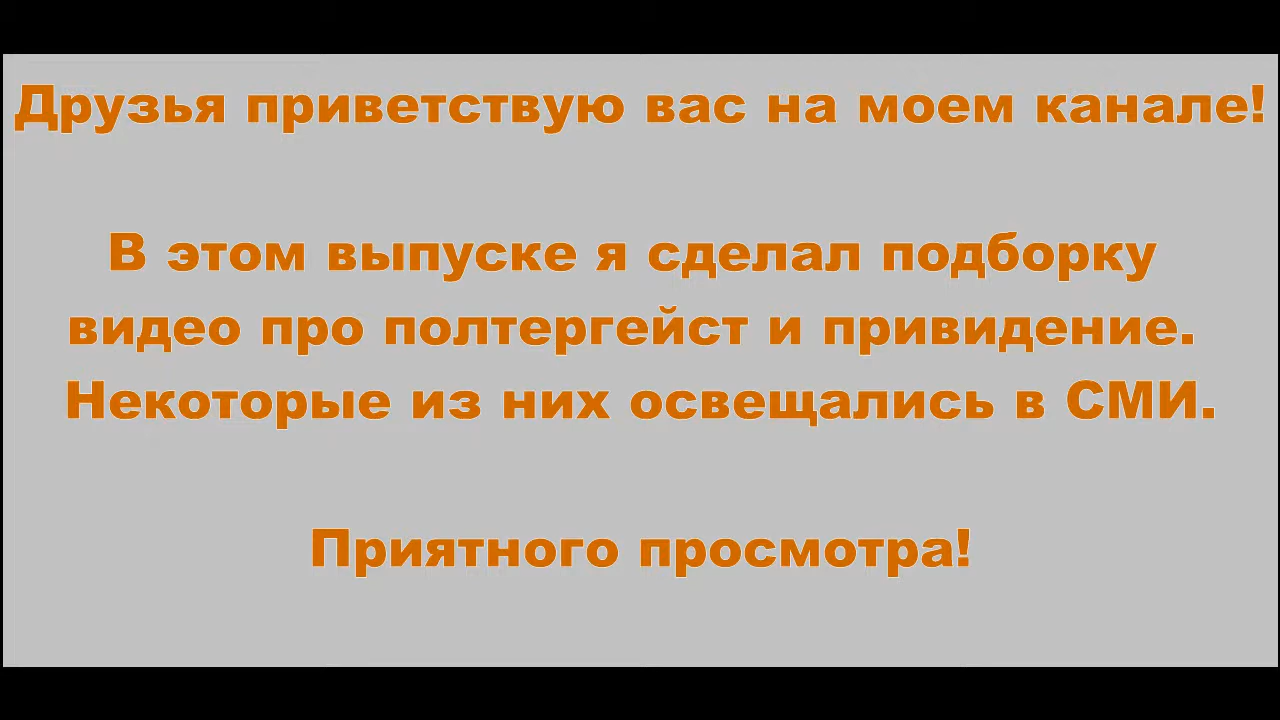 Друзья приветствую вас на моем канале!
В этом выпуске я сделал подборку
видео про полтергейст и привидение.
Некоторые из них освещались в СМИ.
Приятного просмотра!